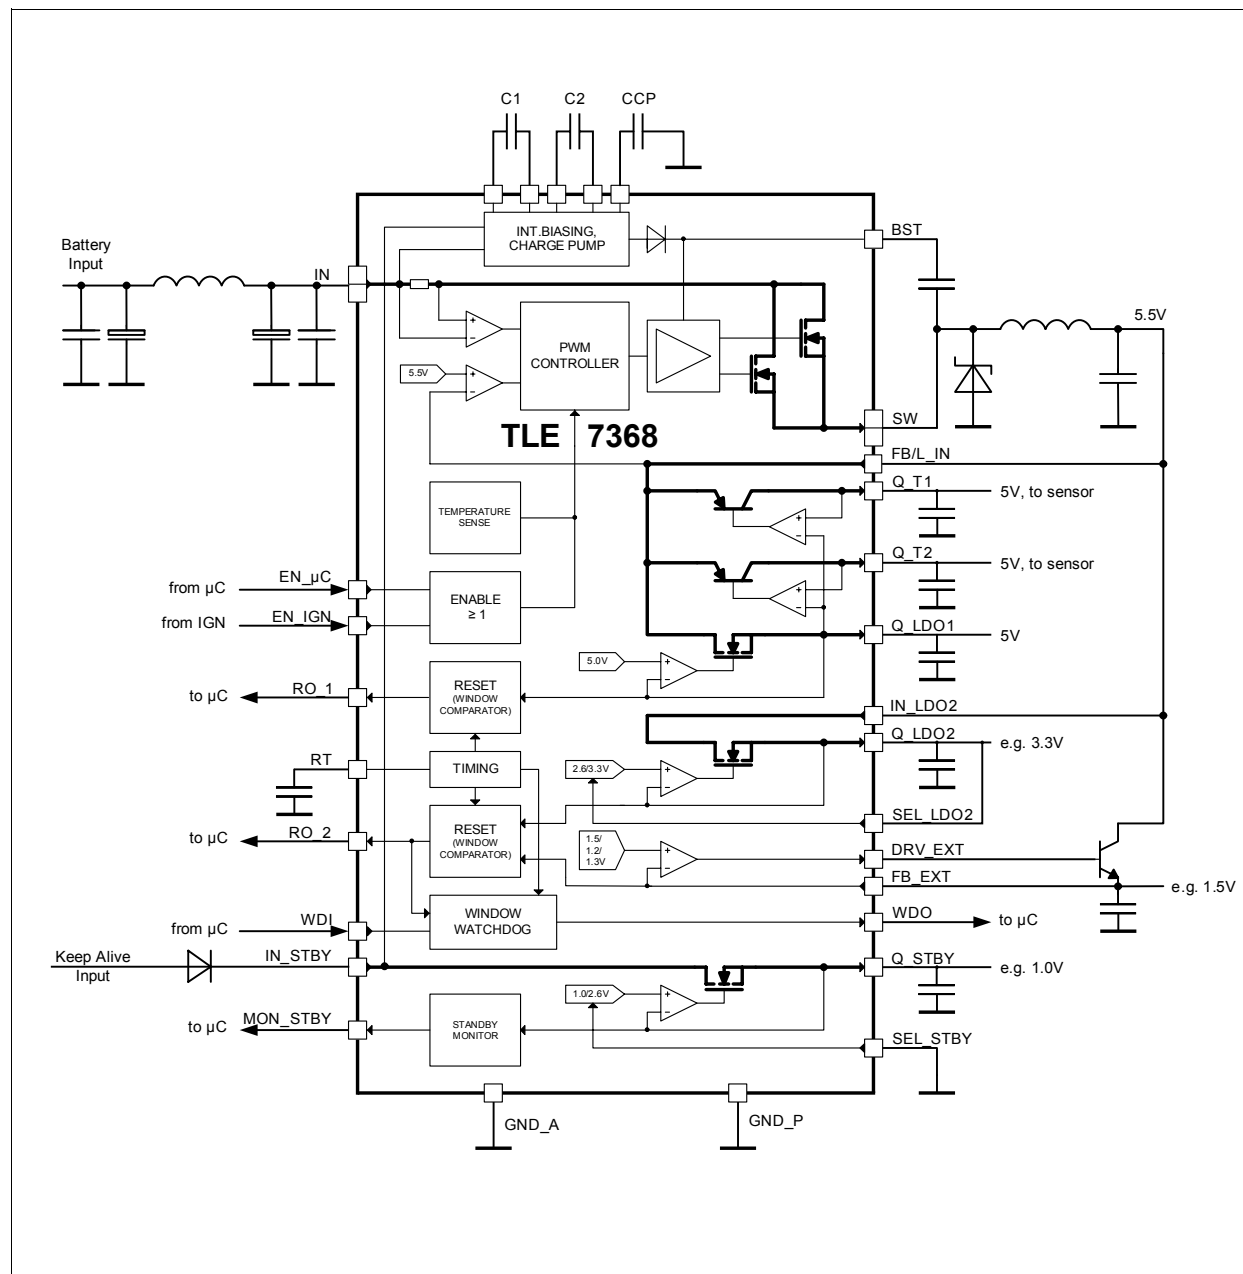 C1
C2
CCP
INT.BIASING,
CHARGE PUMP
BST
Battery
Input
IN
5.5V
+
-
PWM
CONTROLLER
5.5V
+
-
SW
TLE 7368
FB/L_IN
Q_T1
5V, to sensor
+
-
TEMPERATURE
SENSE
Q_T2
5V, to sensor
+
-
from µC
EN_µC
ENABLE
≥ 1
from IGN
EN_IGN
Q_LDO1
5V
5.0V
+
-
to µC
RO_1
RESET
(WINDOW
COMPARATOR)
IN_LDO2
Q_LDO2
e.g. 3.3V
RT
TIMING
2.6/3.3V
+
-
SEL_LDO2
to µC
RO_2
RESET
(WINDOW
COMPARATOR)
1.5/
1.2/
1.3V
+
-
DRV_EXT
FB_EXT
e.g. 1.5V
from µC
WDI
WINDOW
WATCHDOG
WDO
to µC
Keep Alive
Input
IN_STBY
Q_STBY
e.g. 1.0V
1.0/2.6V
+
-
to µC
MON_STBY
STANDBY
MONITOR
SEL_STBY
GND_A
GND_P